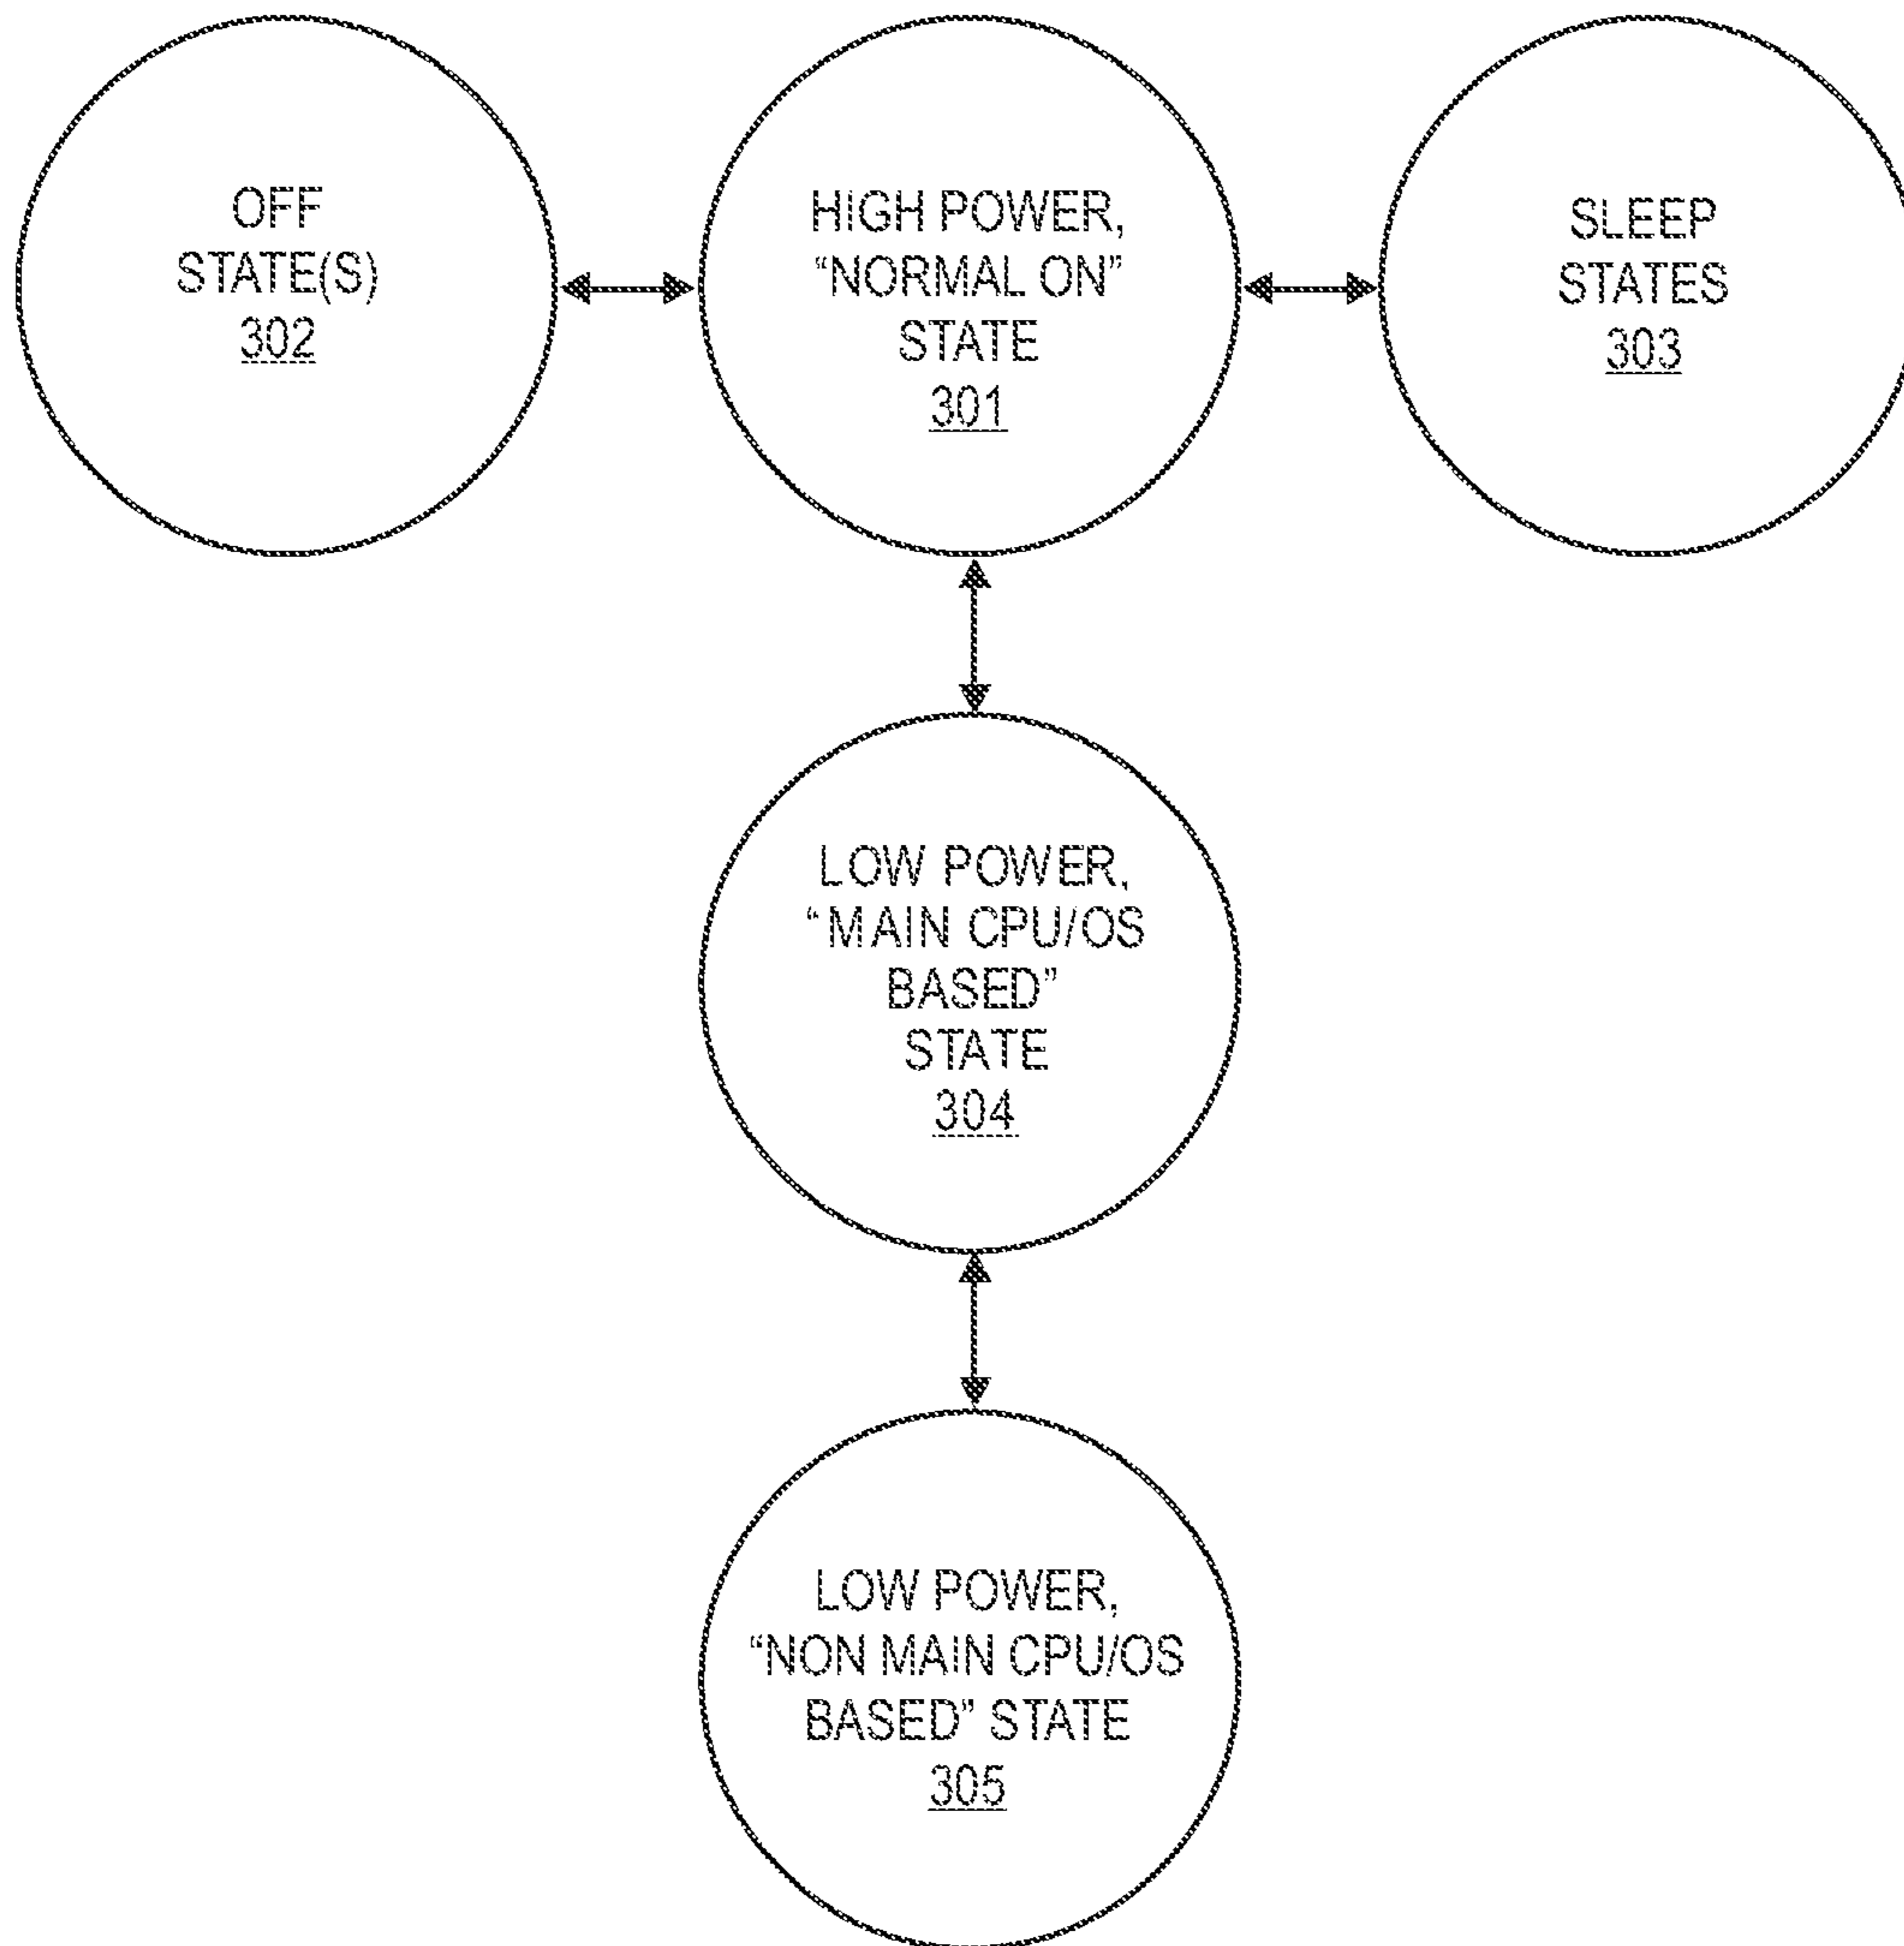 OFF
STATE(S)
302
HIGH POWER,
“NORMAL ON”
STATE
301
SLEEP
STATES
303
LOW POWER,
“MAIN CPU/OS
BASED”
STATE
304
LOW POWER,
“NON MAIN CPU/OS
BASED” STATE
305